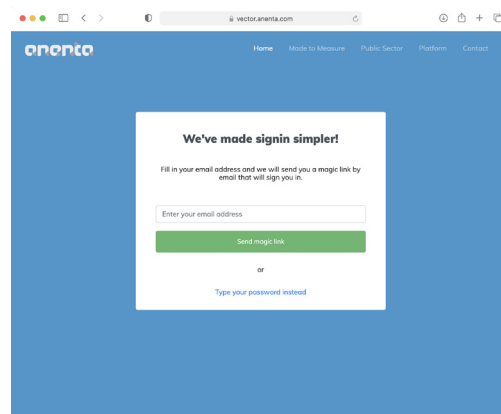 vector.anenta.com
anenta
Home Made to Measure Public Sector Platform Contact
We've made signin simpler!
Fill in your email address and we will send you a magic link by
email that will sign you in.
Enter your email address
Send magic link
or
Type your password instead